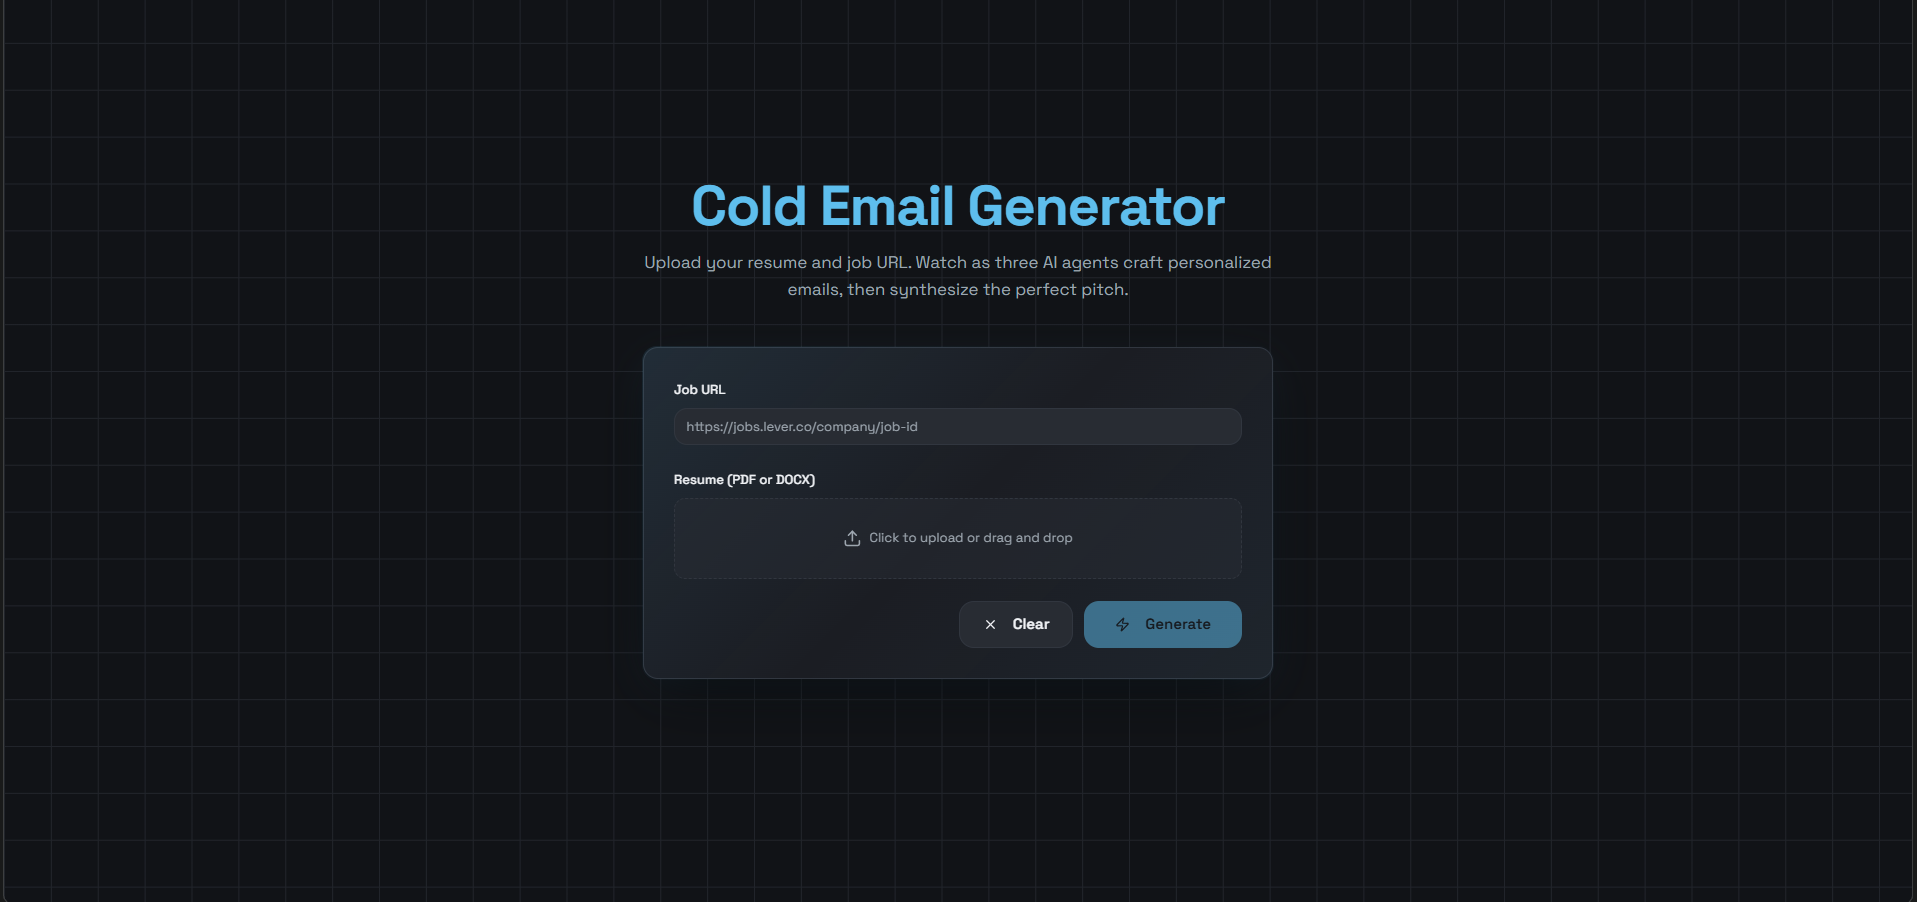 Cold Email Generator
Upload your resume and job URL. Watch as three AI agents craft personalized
emails, then synthesize the perfect pitch.
Job URL
https://jobs.lever.co/company/job-id
Resume (PDF or DOCX)
Click to upload or drag and drop
Clear
Generate